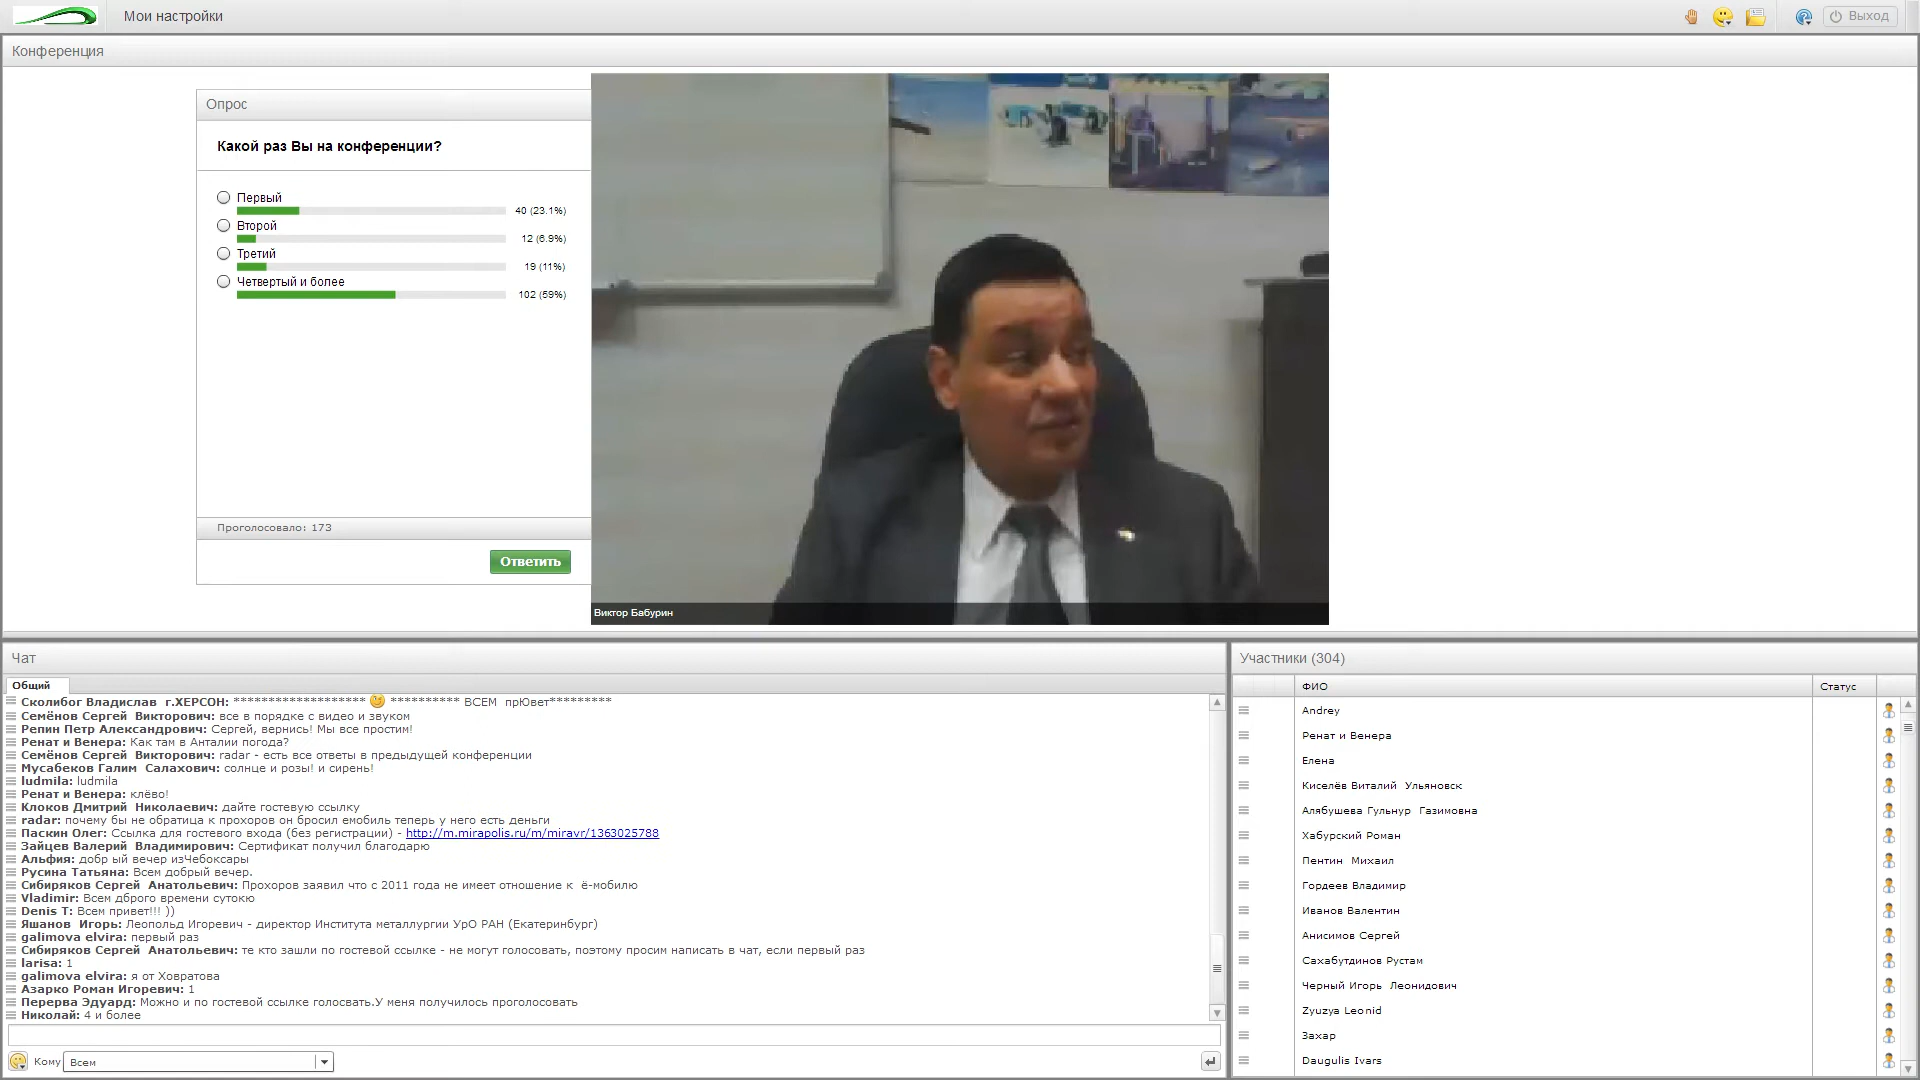 Мои настройки
Выход
Конференция
Опрос
Какой раз Вы на конференции?
Первый
40 (23.1%)
Второй
12 (6.9%)
Третий
19 (11%)
Четвертый и более
102 (59%)
Проголосовало: 173
Ответить
Виктор Бабурин
Чат
Общий
Сколибог Владислав г.ХЕРСОН: ******************* ********** ВСЕМ прЮвет*********
Семёнов Сергей Викторович: все в порядке с видео и звуком
Репин Петр Александрович: Сергей, вернись! Мы все простим!
Ренат и Венера: Как там в Анталии погода?
Семёнов Сергей Викторович: radar - есть все ответы в предыдущей конференции
Мусабеков Галим Салахович: солнце и розы! и сирень!
ludmila: ludmila
Ренат и Венера: клёво!
Клоков Дмитрий Николаевич: дайте гостевую ссылку
radar: почему бы не обратица к прохоров он бросил емобиль теперь у него есть деньги
Паскин Олег: Ссылка для гостевого входа (без регистрации) - http://m.mirapolis.ru/m/miravr/1363025788
Зайцев Валерий Владимирович: Сертификат получил благодарю
Альфия: добр ый вечер изЧебоксары
Русина Татьяна: Всем добрый вечер.
Сибиряков Сергей Анатольевич: Прохоров заявил что с 2011 года не имеет отношение к ё-мобилю
Vladimir: Всем дброго времени сутокю
Denis T: Всем привет!!! ))
Яшанов Игорь: Леопольд Игоревич - директор Института металлургии УрО РАН (Екатеринбург)
galimova elvira: первый раз
Сибиряков Сергей Анатольевич: те кто зашли по гостевой ссылке - не могут голосовать, поэтому просим написать в чат, если первый раз
larisa: 1
galimova elvira: я от Ховратова
Азарко Роман Игоревич: 1
Перерва Эдуард: Можно и по гостевой ссылке голосвать.У меня получилось проголосовать
Николай: 4 и более
Кому Всем
Участники (304)
ФИО Статус
Andrey
Ренат и Венера
Елена
Киселёв Виталий Ульяновск
Алябушева Гульнур Газимовна
Хабурский Роман
Пентин Михаил
Гордеев Владимир
Иванов Валентин
Анисимов Сергей
Сахабутдинов Рустам
Черный Игорь Леонидович
Zyuzya Leonid
Захар
Daugulis Ivars